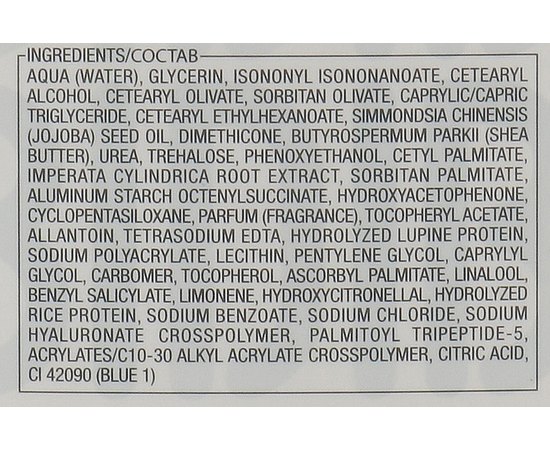 INGREDIENTS/СОСТАВ
AQUA (WATER), GLYCERIN, ISONONYL ISONONANOATE, CETEARYL
ALCOHOL, CETEARYL OLIVATE, SORBITAN OLIVATE, CAPRYLIC/CAPRIC
TRIGLYCERIDE, CETEARYL ETHYLHEXANOATE, SIMMONDSIA CHINENSIS
(JOJOBA) SEED OIL, DIMETHICONE, BUTYROSPERMUM PARKII (SHEA
BUTTER), UREA, TREHALOSE, PHENOXYETHANOL, CETYL PALMITATE,
IMPERATA CYLINDRICA ROOT EXTRACT, SORBITAN PALMITATE,
ALUMINUM STARCH OCTENYLSUCCINATE, HYDROXYACETOPHENONE,
CYCLOPENTASILOXANE, PARFUM (FRAGRANCE), TOCOPHERYL ACETATE,
ALLANTOIN, TETRASODIUM EDTA, HYDROLYZED LUPINE PROTEIN,
SODIUM POLYACRYLATE, LECITHIN, PENTYLENE GLYCOL, CAPRYLYL
GLYCOL, CARBOMER, TOCOPHEROL, ASCORBYL PALMITATE, LINALOOL,
BENZYL SALICYLATE, LIMONENE, HYDROXYCITRONELLAL, HYDROLYZED
RICE PROTEIN, SODIUM BENZOATE, SODIUM CHLORIDE, SODIUM
HYALURONATE CROSSPOLYMER, PALMITOYL TRIPEPTIDE-5,
ACRYLATES/C10-30 ALKYL ACRYLATE CROSSPOLYMER, CITRIC ACID,
CI 42090 (BLUE 1)